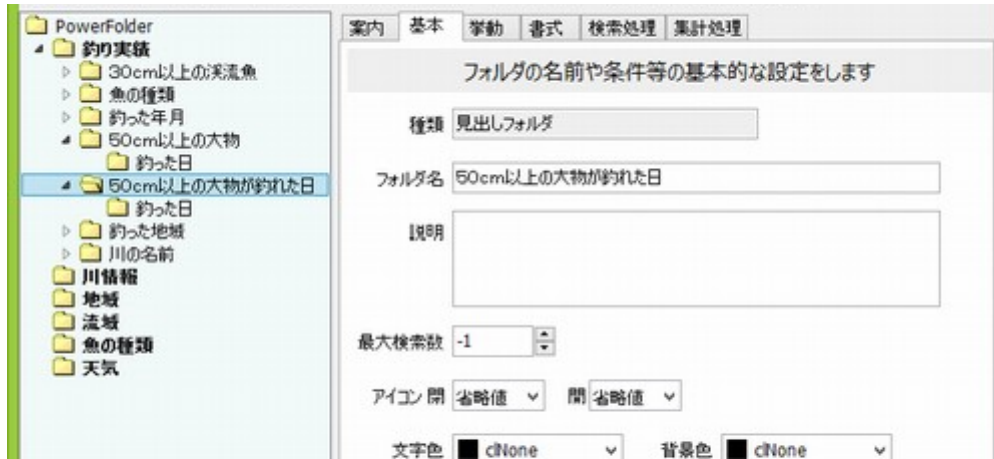 PowerFolder
釣り実績
30cm以上の渓流魚
魚の種類
釣った年月
50cm以上の大物
釣った日
50cm以上の大物が釣れた日
釣った日
釣った地域
川の名前
川情報
地域
流域
魚の種類
天気
案内 基本 挙動 書式 検索処理 集計処理
フォルダの名前や条件等の基本的な設定をします
種類 見出しフォルダ
フォルダ名 50cm以上の大物が釣れた日
説明
最大検索数 -1
アイコン 閉 省略値 開 省略値
文字色 clNone 背景色 clNone